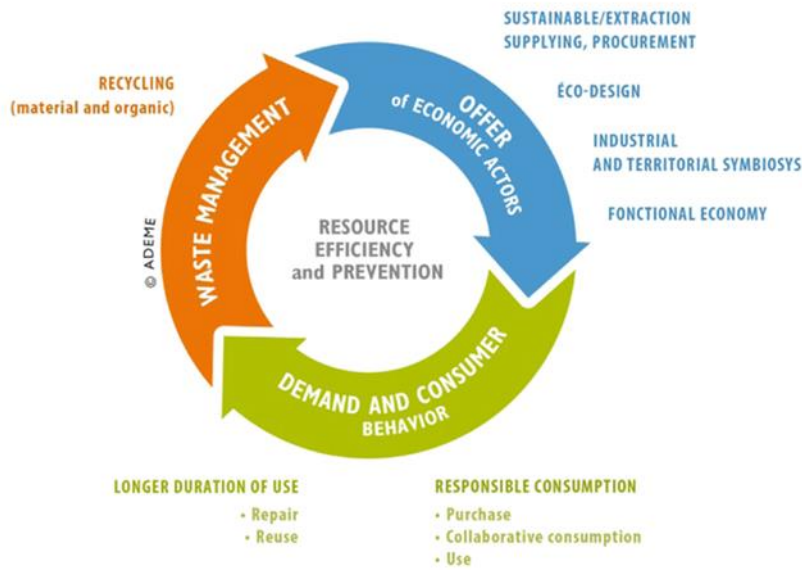 SUSTAINABLE/EXTRACTION
SUPPLYING, PROCUREMENT
ÉCO-DESIGN
INDUSTRIAL
AND TERRITORIAL SYMBIOSYS
FONCTIONAL ECONOMY
RECYCLING
(material and organic)
OFFER
of ECONOMIC ACTORS
WASTE MANAGEMENT
RESOURCE
EFFICIENCY
and PREVENTION
© ADEME
DEMAND AND CONSUMER
BEHAVIOR
LONGER DURATION OF USE
• Repair
• Reuse
RESPONSIBLE CONSUMPTION
• Purchase
• Collaborative consumption
• Use